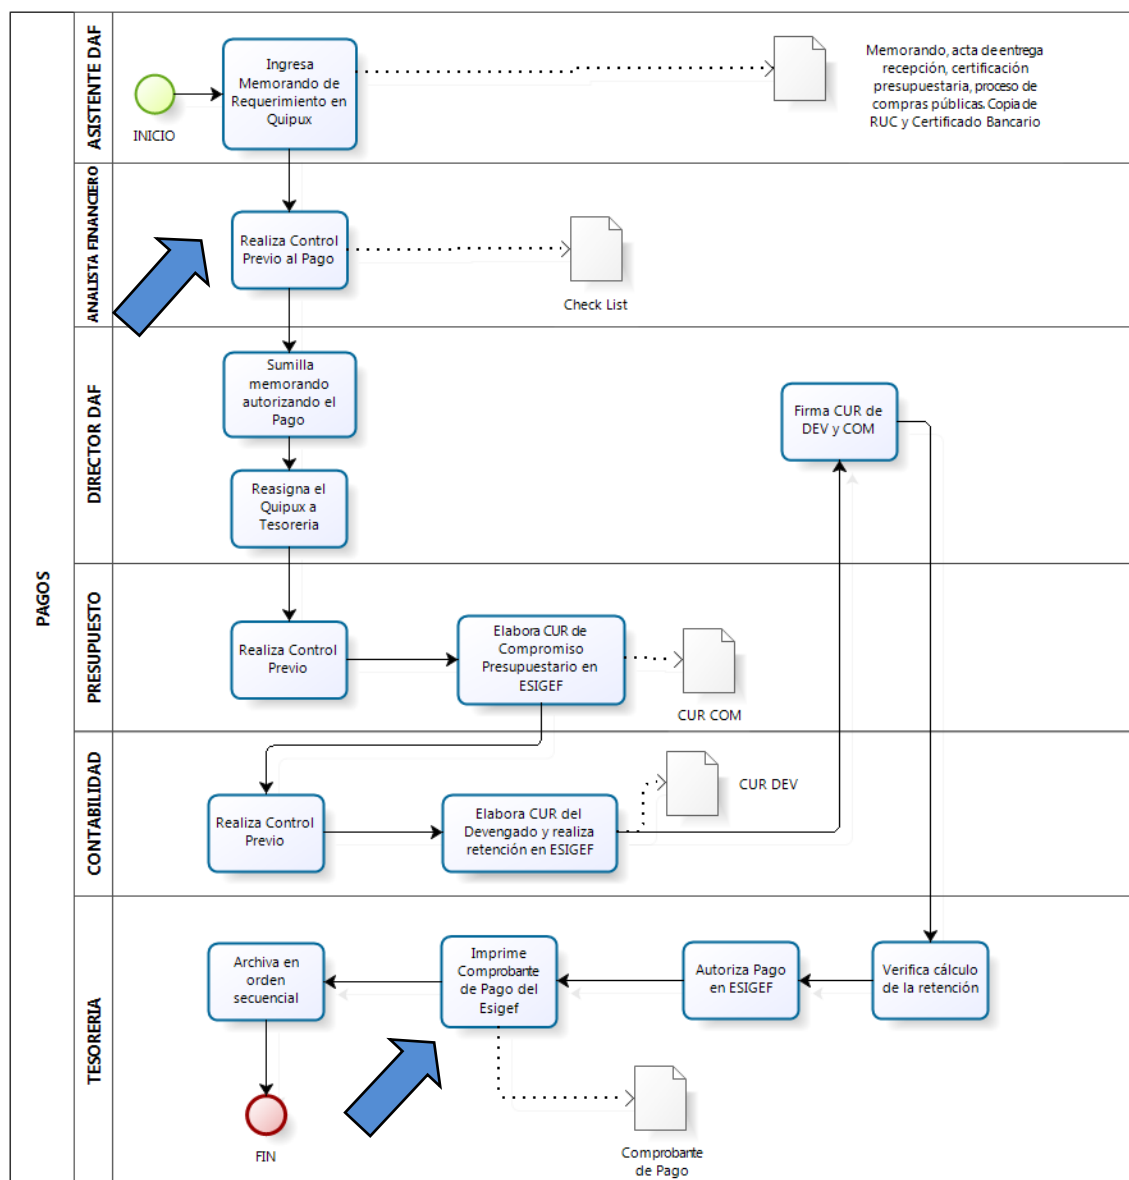 PAGOS
ASISTENTE DAF
INICIO
Ingresa
Memorando de
Requerimiento en
Quipux
Memorando, acta de entrega
recepción, certificación
presupuestaria, proceso de
compras públicas. Copia de
RUC y Certificado Bancario
ANALISTA FINANCIERO
Realiza Control
Previo al Pago
Check List
DIRECTOR DAF
Sumilla
memorando
autorizando el
Pago
Reasigna el
Quipux a
Tesoreria
Firma CUR de
DEV y COM
PRESUPUESTO
Realiza Control
Previo
Elabora CUR de
Compromiso
Presupuestario en
ESIGEF
CUR COM
CONTABILIDAD
Realiza Control
Previo
Elabora CUR del
Devengado y realiza
retención en ESIGEF
CUR DEV
TESORERIA
Archiva en
orden
secuencial
Imprime
Comprobante
de Pago del
Esigef
Autoriza Pago
en ESIGEF
Verifica cálculo
de la retención
FIN
Comprobante
de Pago